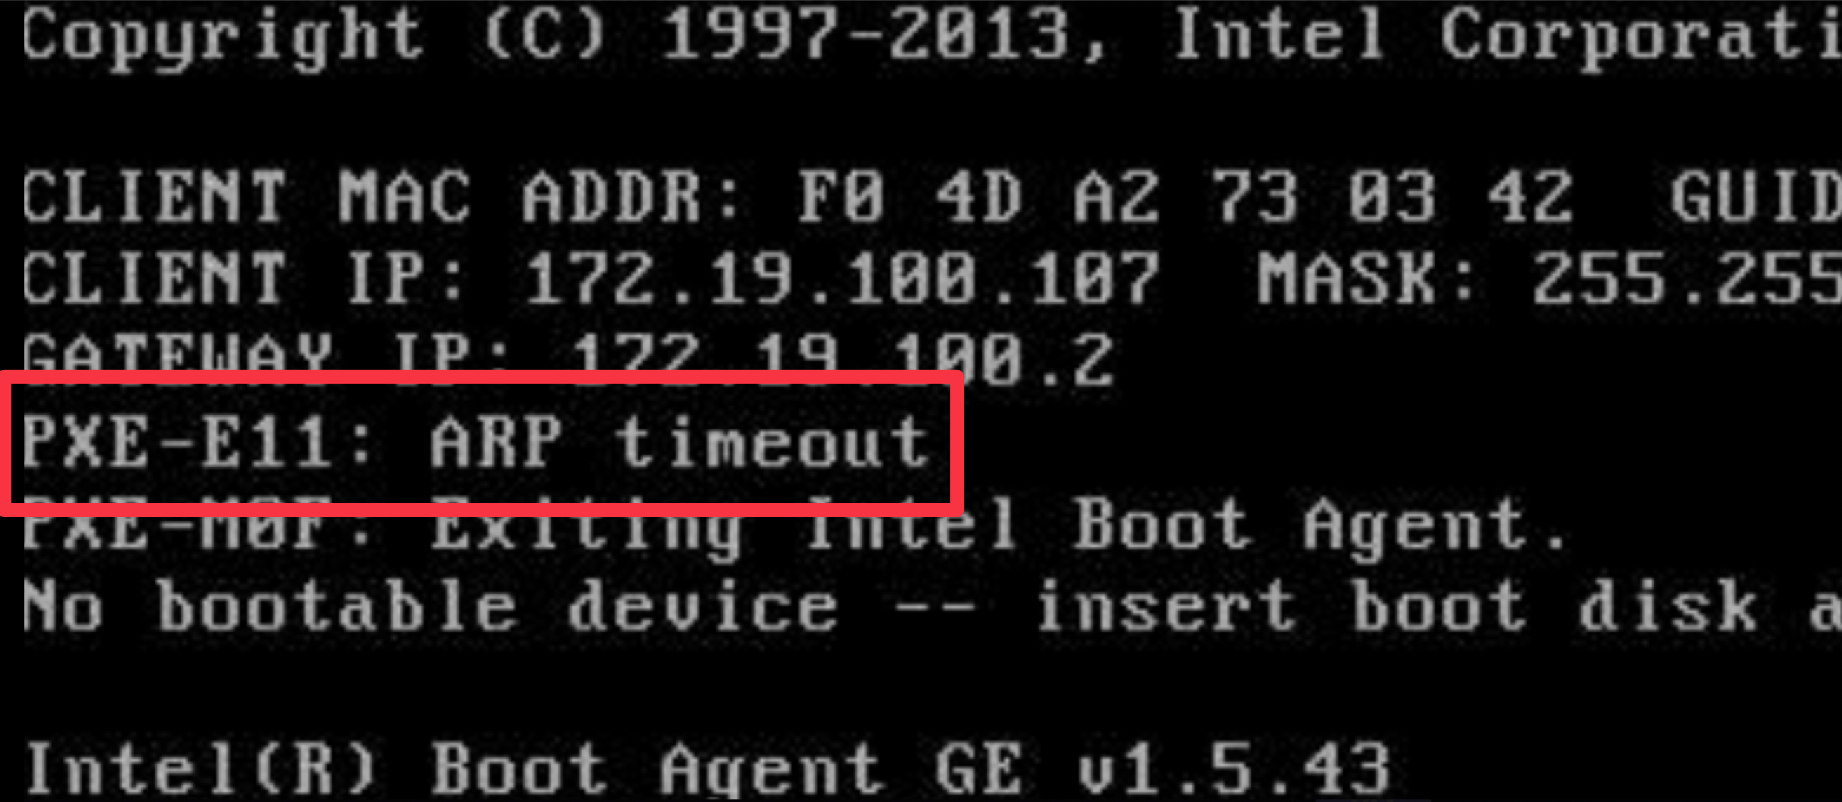 Copyright (C) 1997-2013, Intel Corporati
CLIENT MAC ADDR: F0 4D A2 73 03 42  GUID
CLIENT IP: 172.19.100.107  MASK: 255.255
GATEWAY IP: 172.19.100.2
PXE-E11: ARP timeout
PXE-M0F: Exiting Intel Boot Agent.
No bootable device -- insert boot disk a
Intel(R) Boot Agent GE v1.5.43